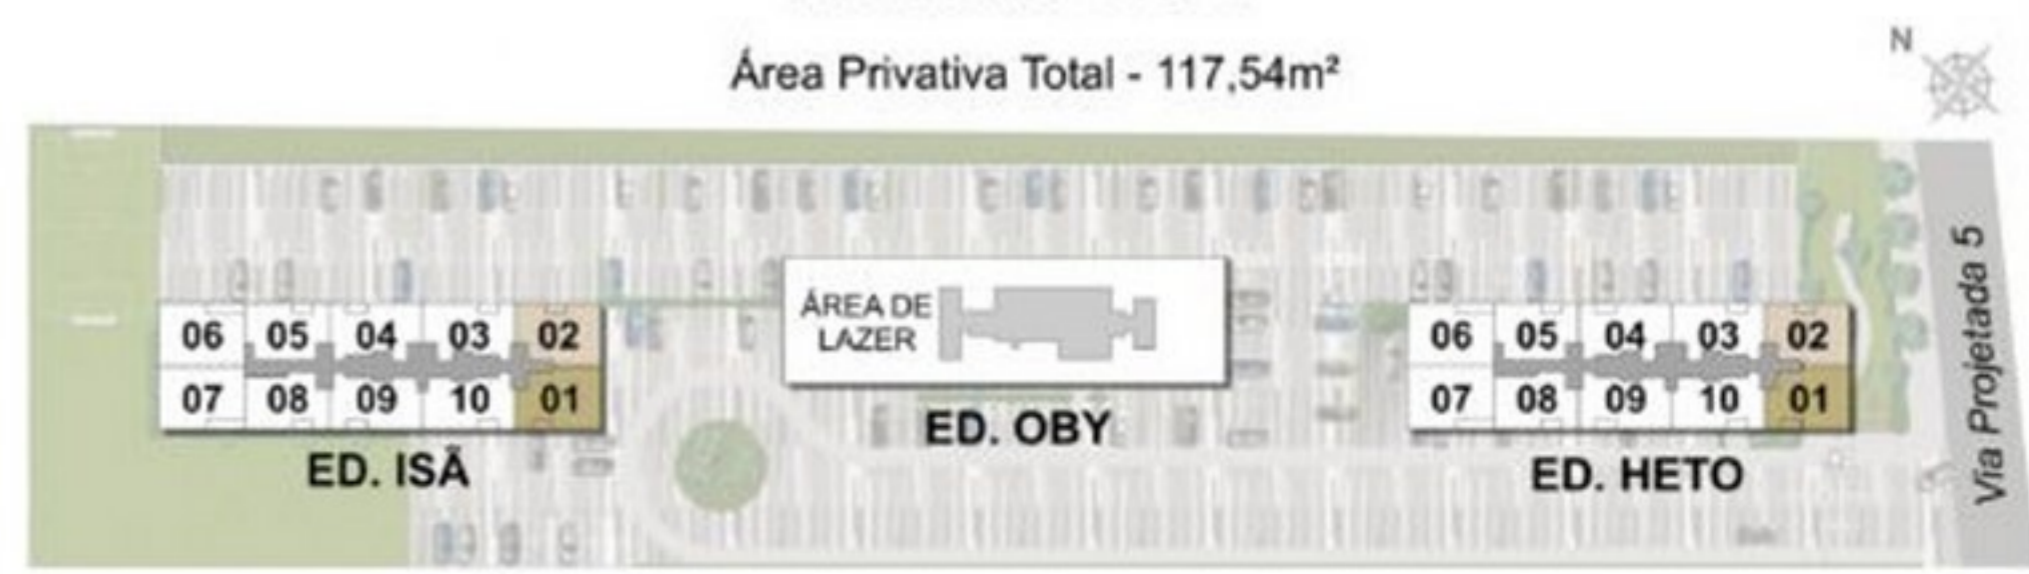 Área Privativa Total - 117,54m²
N
06 05 04 03 02
07 08 09 10 01
ED. ISÃ
ÁREA DE
LAZER
ED. OBY
06 05 04 03 02
07 08 09 10 01
ED. HETO
Via Projetada 5